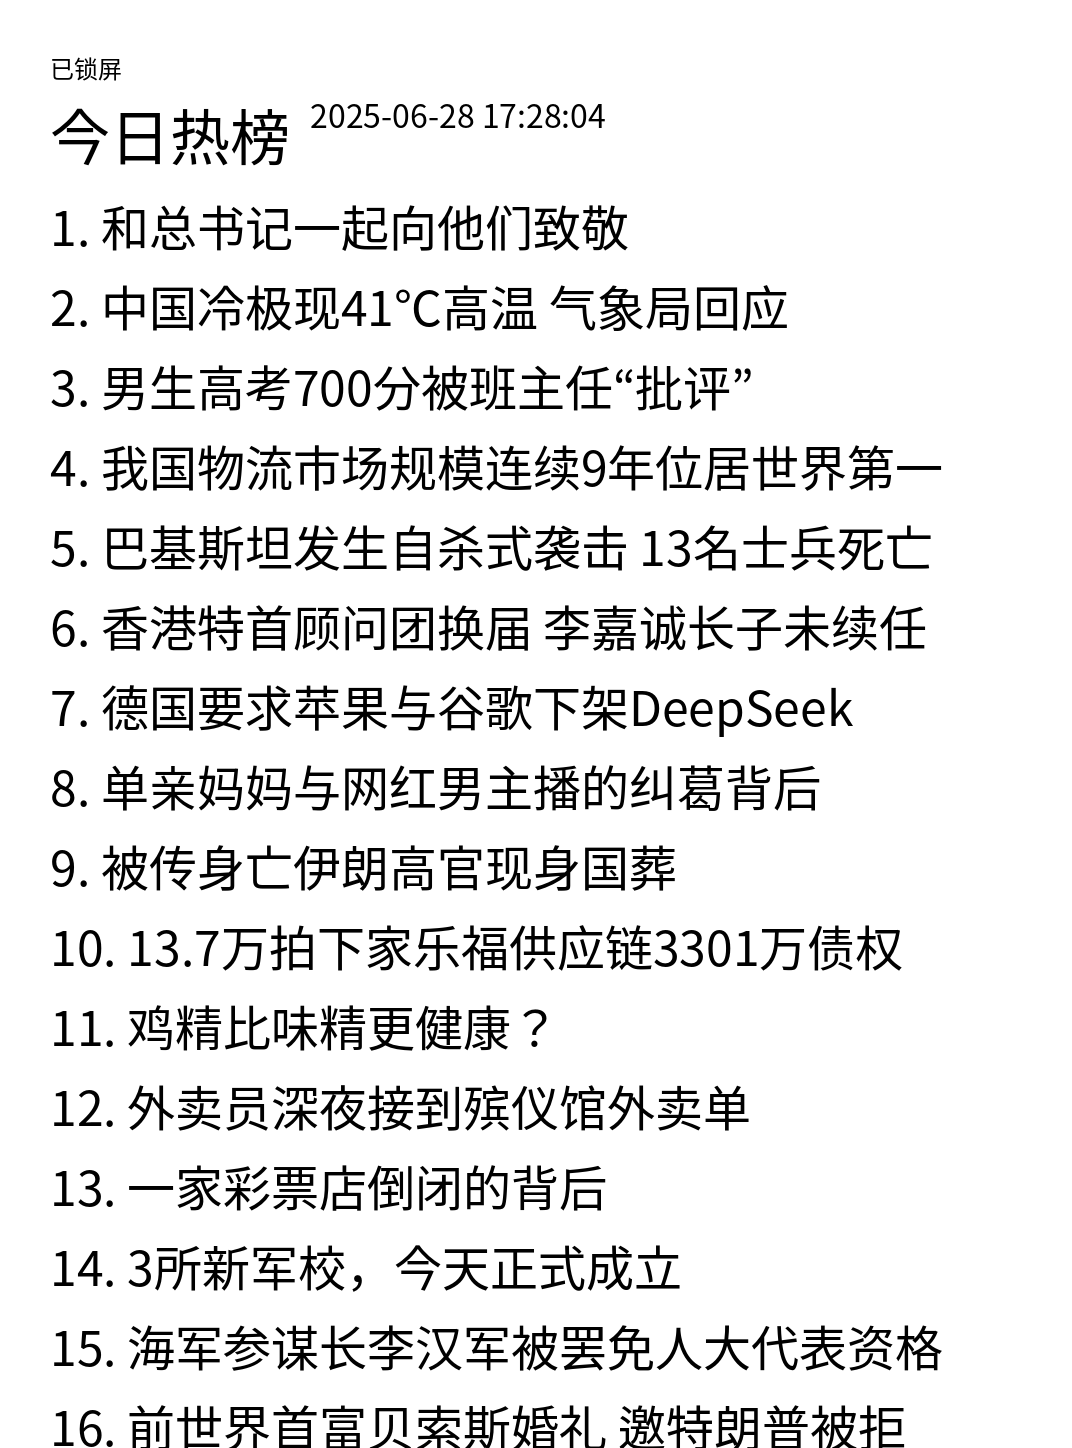 已锁屏
今日热榜 2025-06-28 17:28:04
1. 和总书记一起向他们致敬
2. 中国冷极现41℃高温 气象局回应
3. 男生高考700分被班主任“批评”
4. 我国物流市场规模连续9年位居世界第一
5. 巴基斯坦发生自杀式袭击 13名士兵死亡
6. 香港特首顾问团换届 李嘉诚长子未续任
7. 德国要求苹果与谷歌下架DeepSeek
8. 单亲妈妈与网红男主播的纠葛背后
9. 被传身亡伊朗高官现身国葬
10. 13.7万拍下家乐福供应链3301万债权
11. 鸡精比味精更健康？
12. 外卖员深夜接到殡仪馆外卖单
13. 一家彩票店倒闭的背后
14. 3所新军校，今天正式成立
15. 海军参谋长李汉军被罢免人大代表资格
16. 前世界首富贝索斯婚礼 邀特朗普被拒